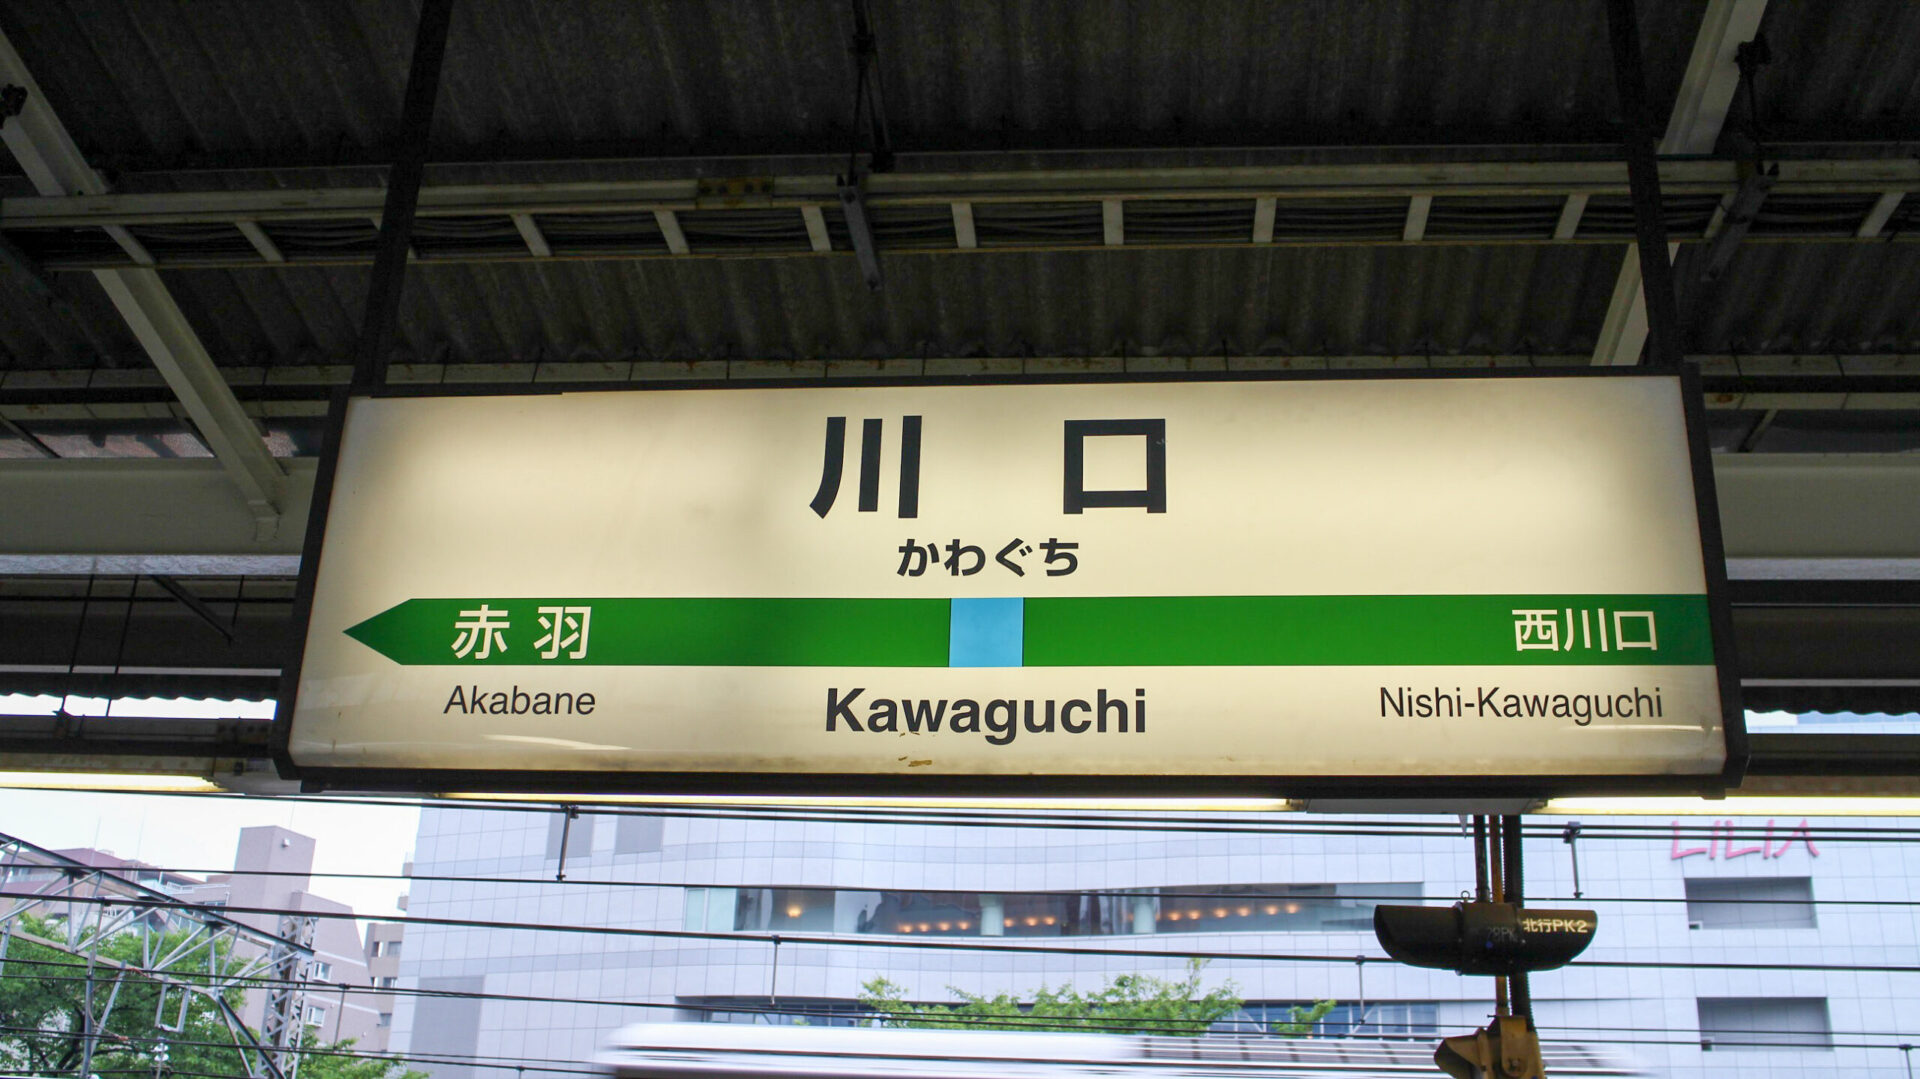 川口
かわぐち
赤羽
西川口
Akabane
Kawaguchi
Nishi-Kawaguchi
LILIA
北行PK2